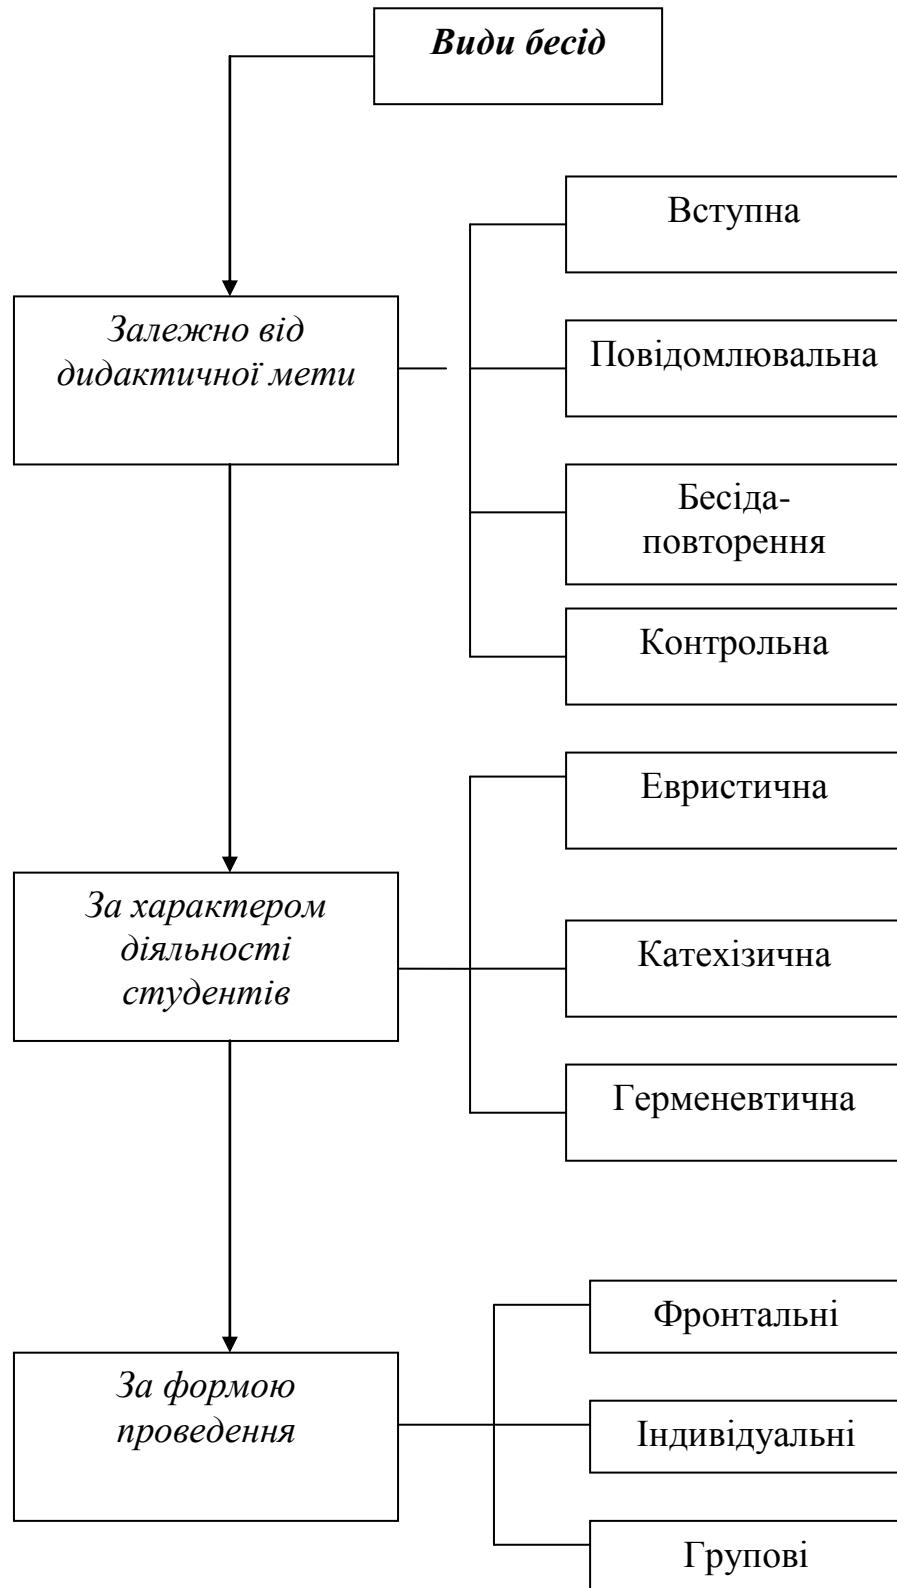 Види бесід
Вступна
Залежно від
дидактичної мети
Повідомлювальна
Бесіда-
повторення
Контрольна
Евристична
За характером
діяльності
студентів
Катехізична
Герменевтична
Фронтальні
За формою
проведення
Індивідуальні
Групові